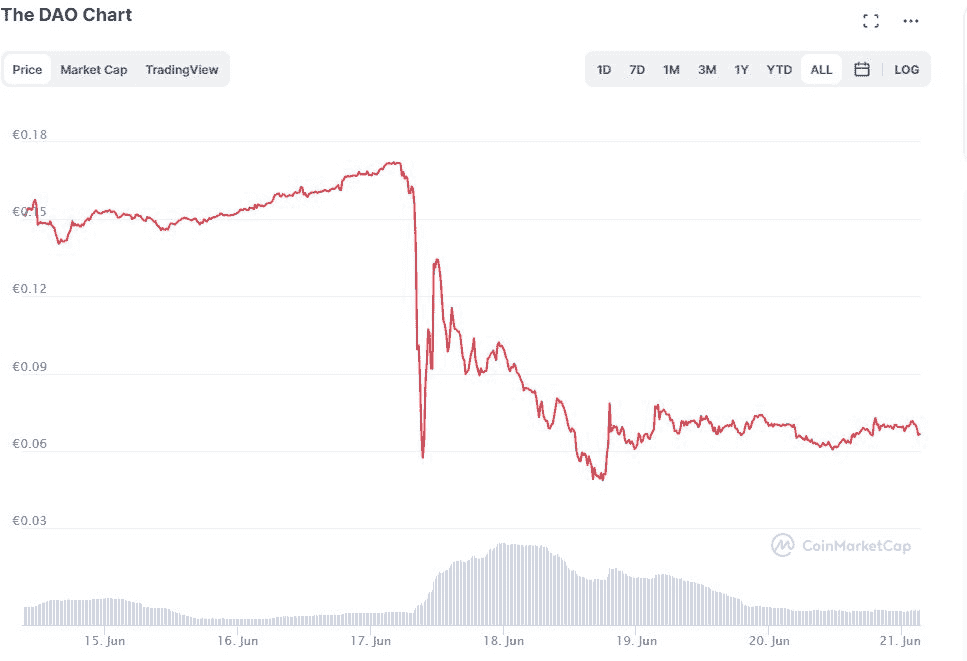 The DAO Chart
Price Market Cap TradingView 1D 7D 1M 3M 1Y YTD ALL LOG
€0.18
€0.15
€0.12
€0.09
€0.06
€0.03
CoinMarketCap
15. Jun 16. Jun 17. Jun 18. Jun 19. Jun 20. Jun 21. Jun